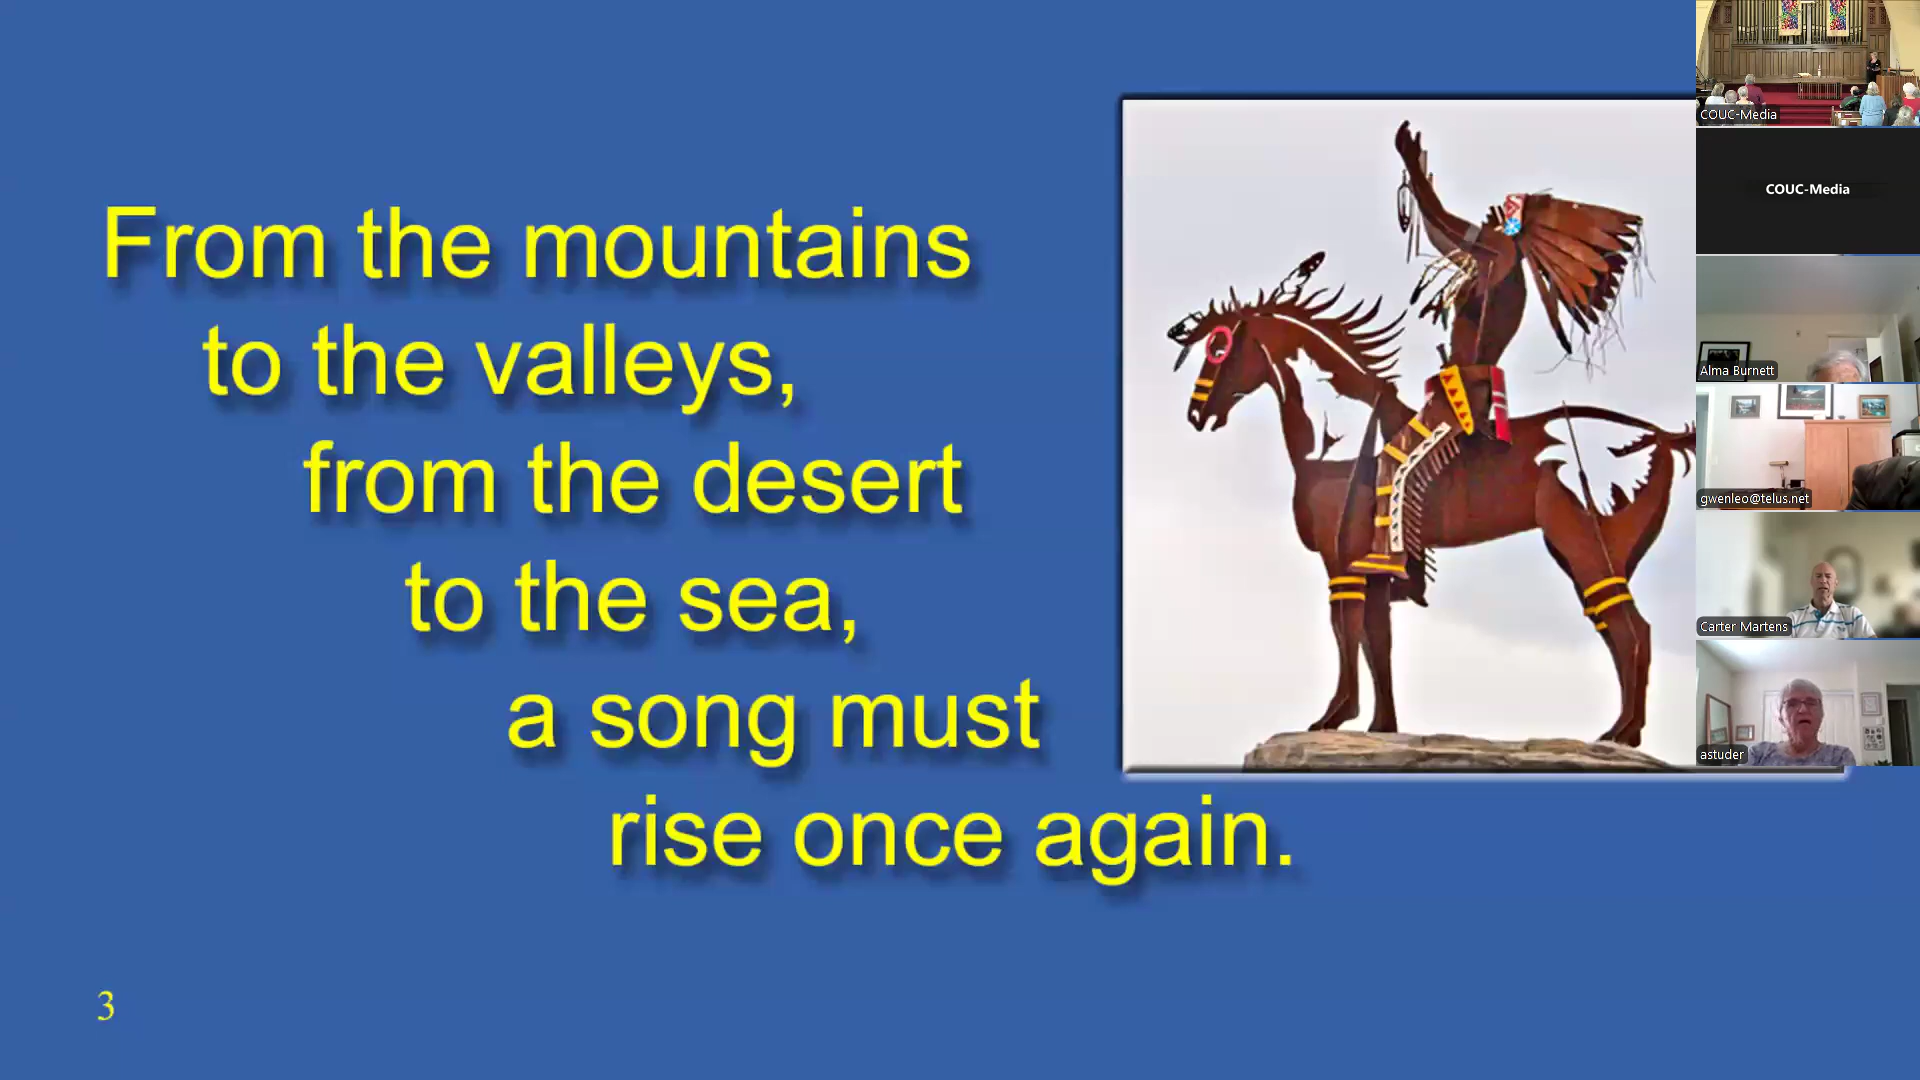 From the mountains
to the valleys,
from the desert
to the sea,
a song must
rise once again.
3
COUC-Media
COUC-Media
Alma Burnett
gwenleo@telus.net
Carter Martens
astuder